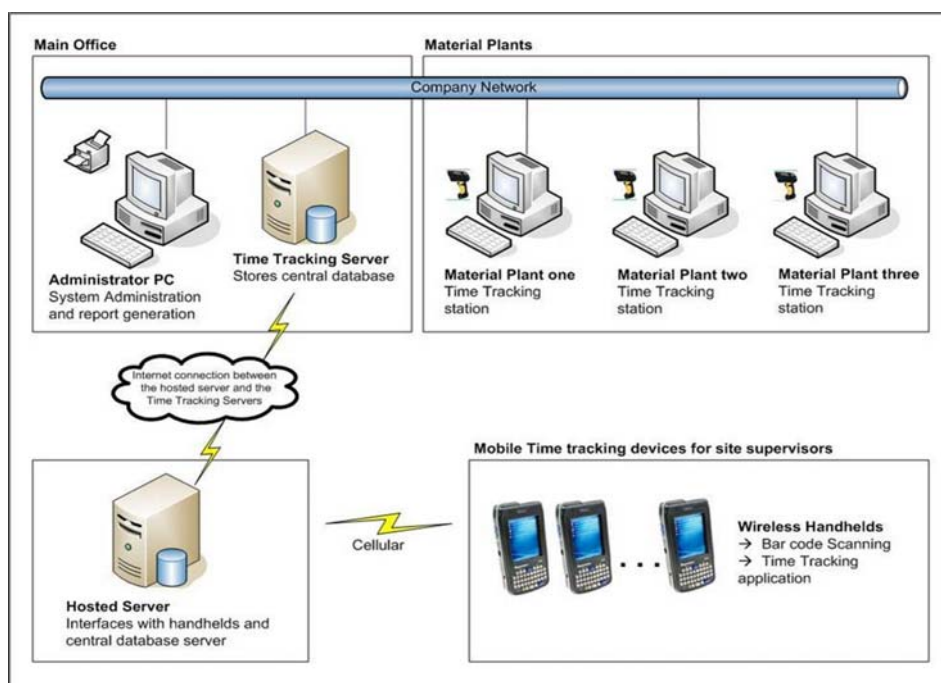 Main Office
Material Plants
Company Network
Administrator PC
System Administration
and report generation
Time Tracking Server
Stores central database
Material Plant one
Time Tracking
station
Material Plant two
Time Tracking
station
Material Plant three
Time Tracking
station
Internet connection between
the hosted server and the
Time Tracking Servers
Hosted Server
Interfaces with handhelds and
central database server
Cellular
Mobile Time tracking devices for site supervisors
Wireless Handhelds
→ Bar code Scanning
→ Time Tracking
application